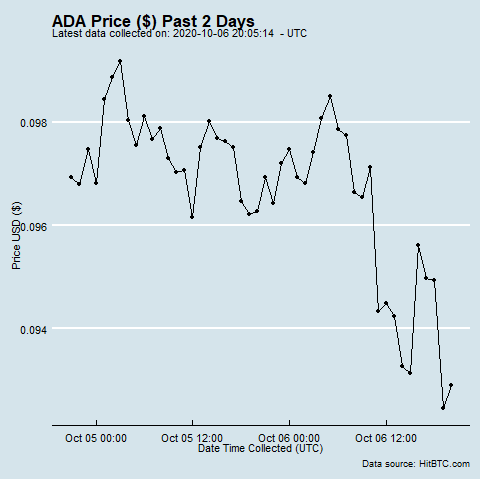 ADA Price ($) Past 2 Days
Latest data collected on: 2020-10-06 20:05:14  - UTC
Price USD ($)
0.098
0.096
0.094
Oct 05 00:00 Oct 05 12:00 Oct 06 00:00 Oct 06 12:00
Date Time Collected (UTC)
Data source: HitBTC.com